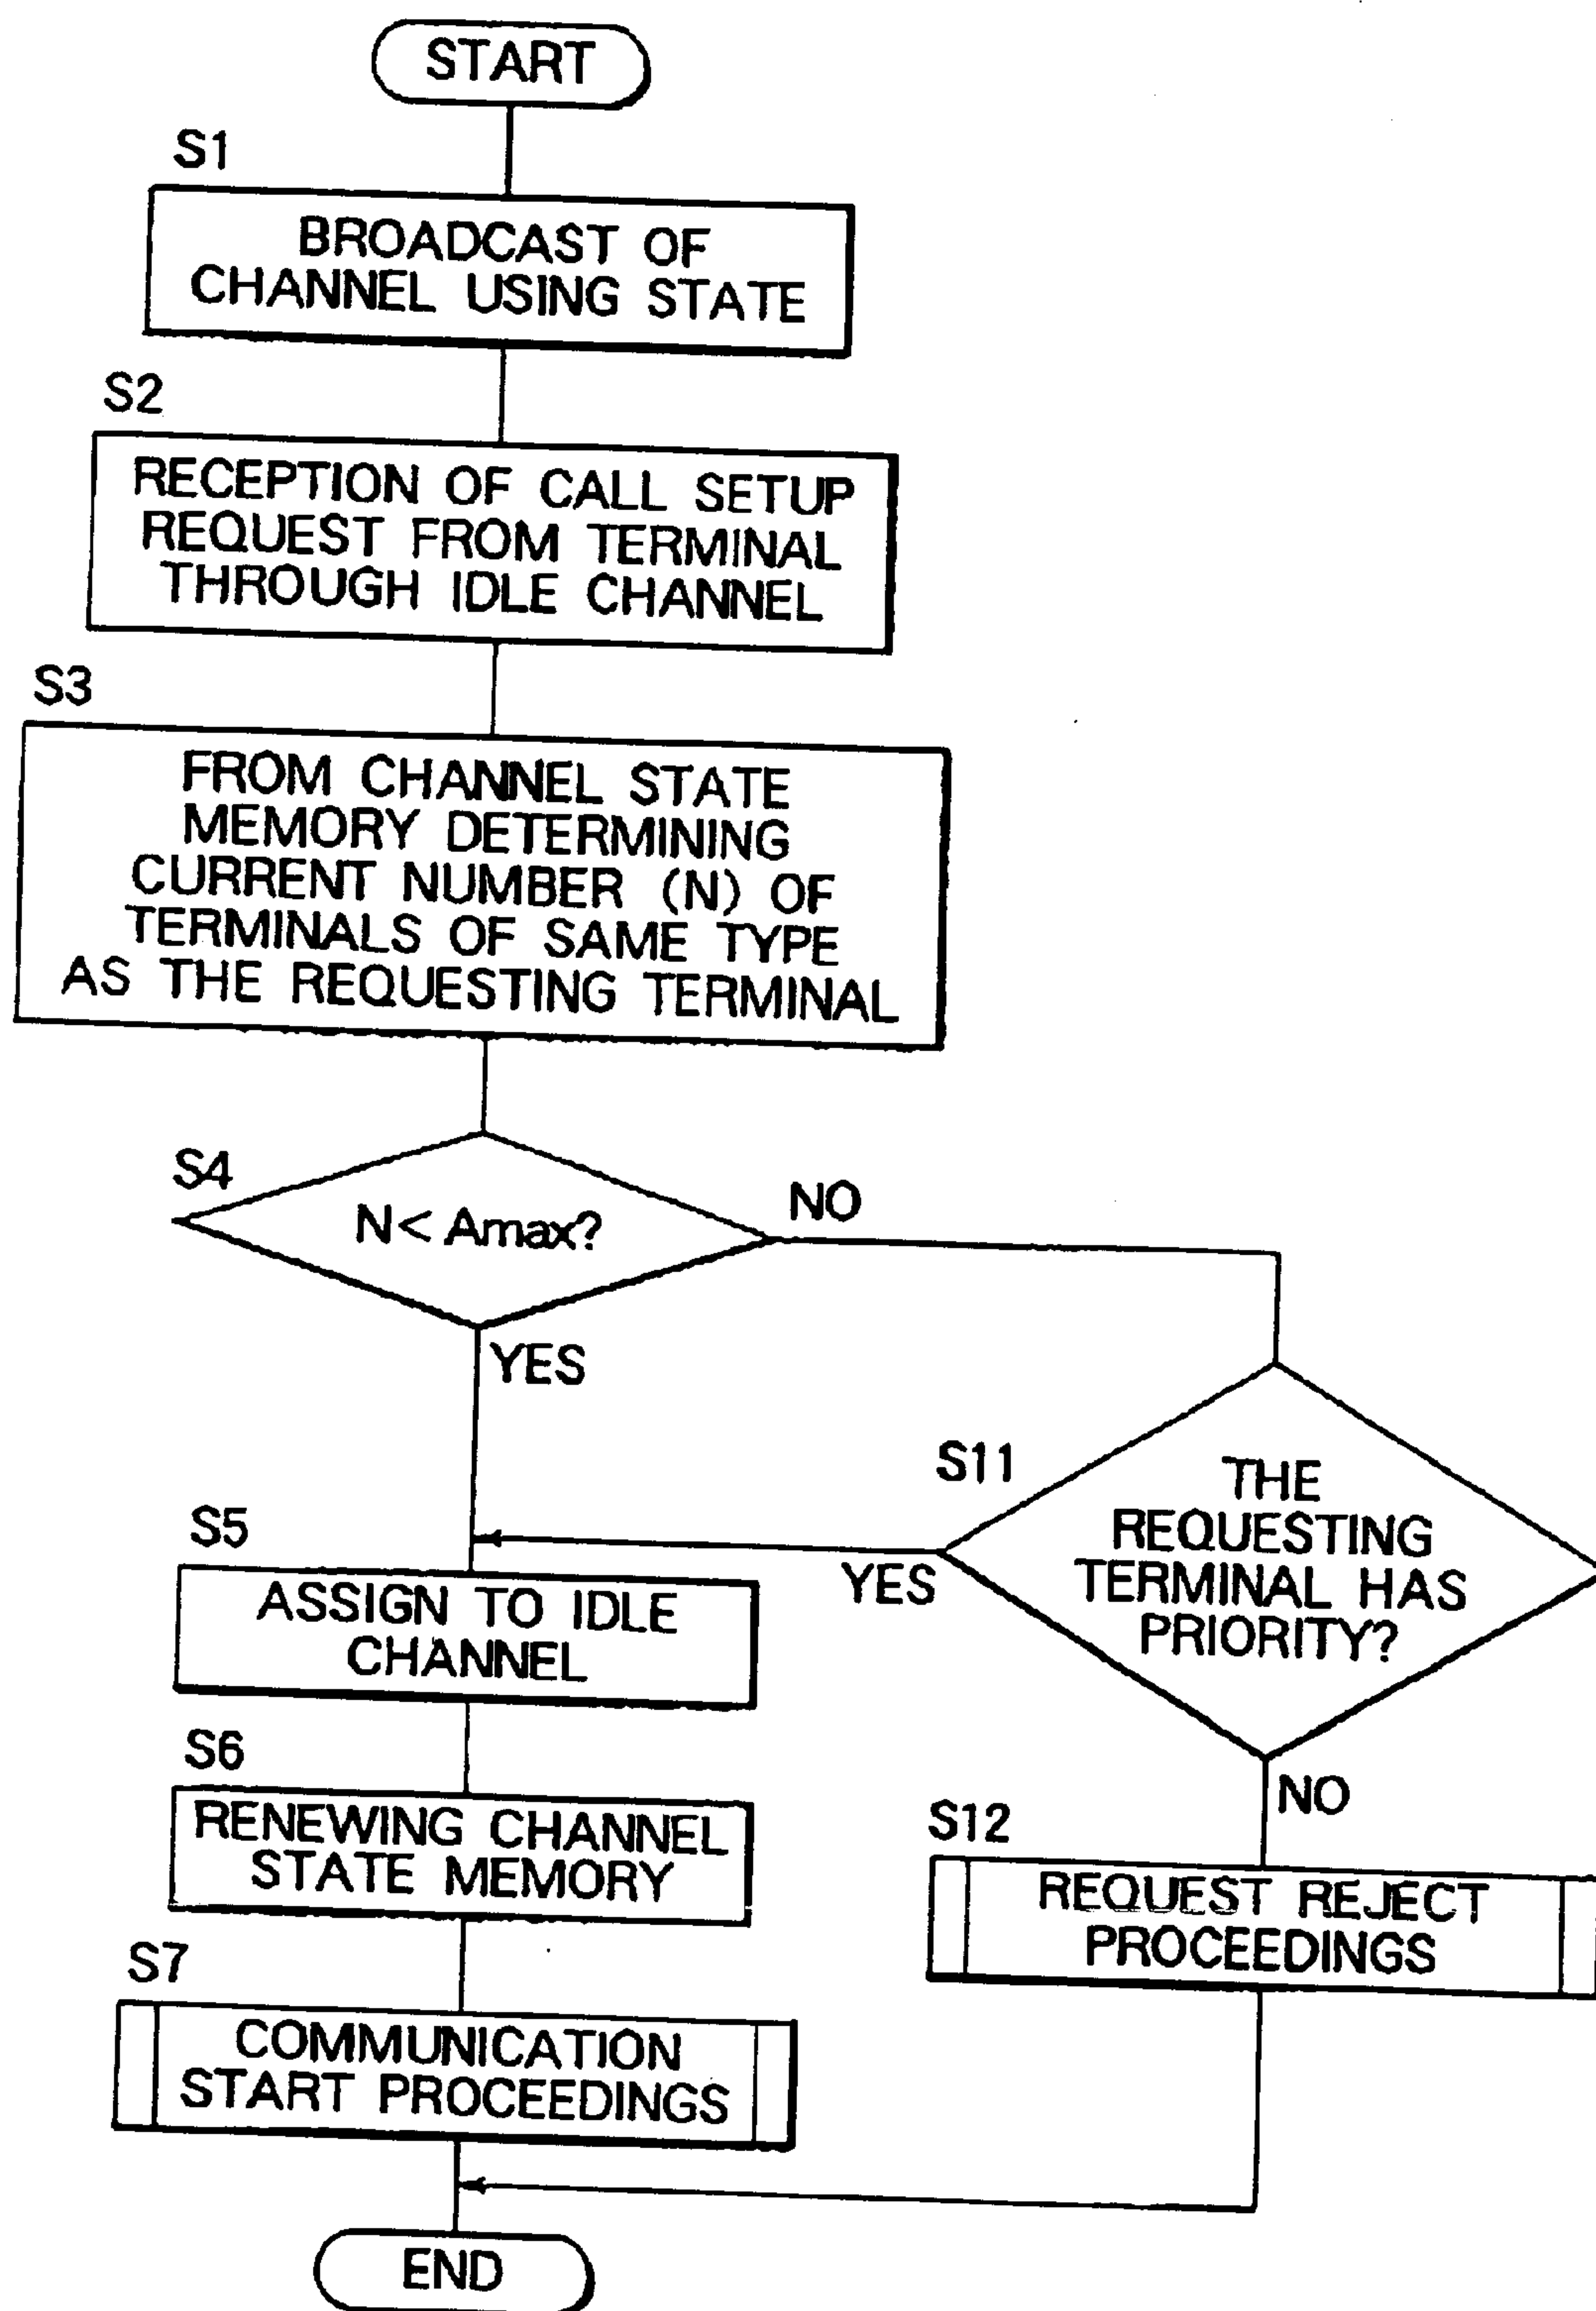 START
S1
BROADCAST OF
CHANNEL USING STATE
S2
RECEPTION OF CALL SETUP
REQUEST FROM TERMINAL
THROUGH IDLE CHANNEL
S3
FROM CHANNEL STATE
MEMORY DETERMINING
CURRENT NUMBER (N) OF
TERMINALS OF SAME TYPE
AS THE REQUESTING TERMINAL
S4
N< Amax?
NO
YES
S11
THE
REQUESTING
TERMINAL HAS
PRIORITY?
YES
NO
S5
ASSIGN TO IDLE
CHANNEL
S6
RENEWING CHANNEL
STATE MEMORY
S12
REQUEST REJECT
PROCEEDINGS
S7
COMMUNICATION
START PROCEEDINGS
END